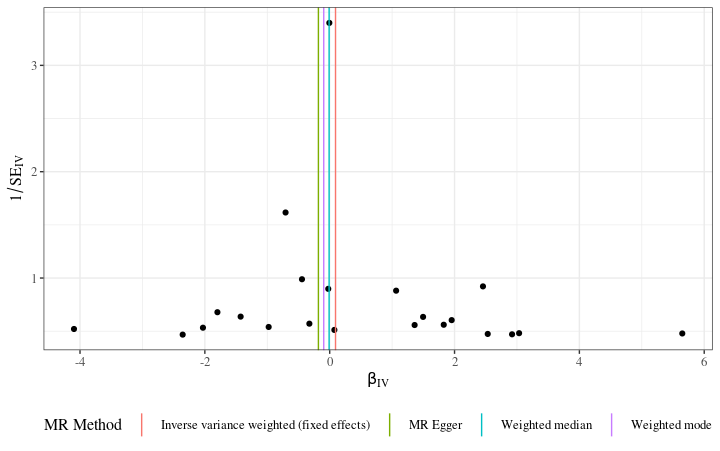 3
2
1
1/SE_IV
-4 -2 0 2 4 6
β_IV
MR Method Inverse variance weighted (fixed effects) MR Egger Weighted median Weighted mode